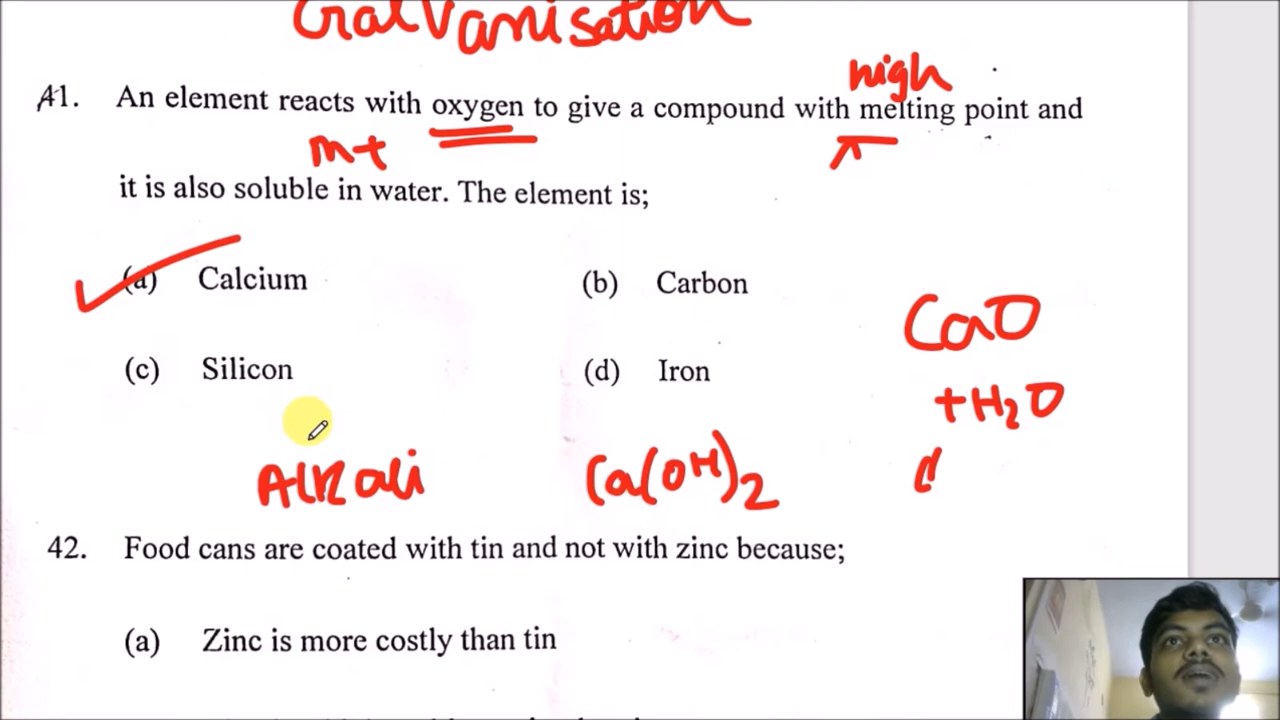 Galvanisation
high
41. An element reacts with oxygen to give a compound with melting point and
mt
it is also soluble in water. The element is;
(a) Calcium
(b) Carbon
CaO
(c) Silicon
(d) Iron
+H2O
Alkali
Ca(OH)2
42. Food cans are coated with tin and not with zinc because;
(a) Zinc is more costly than tin